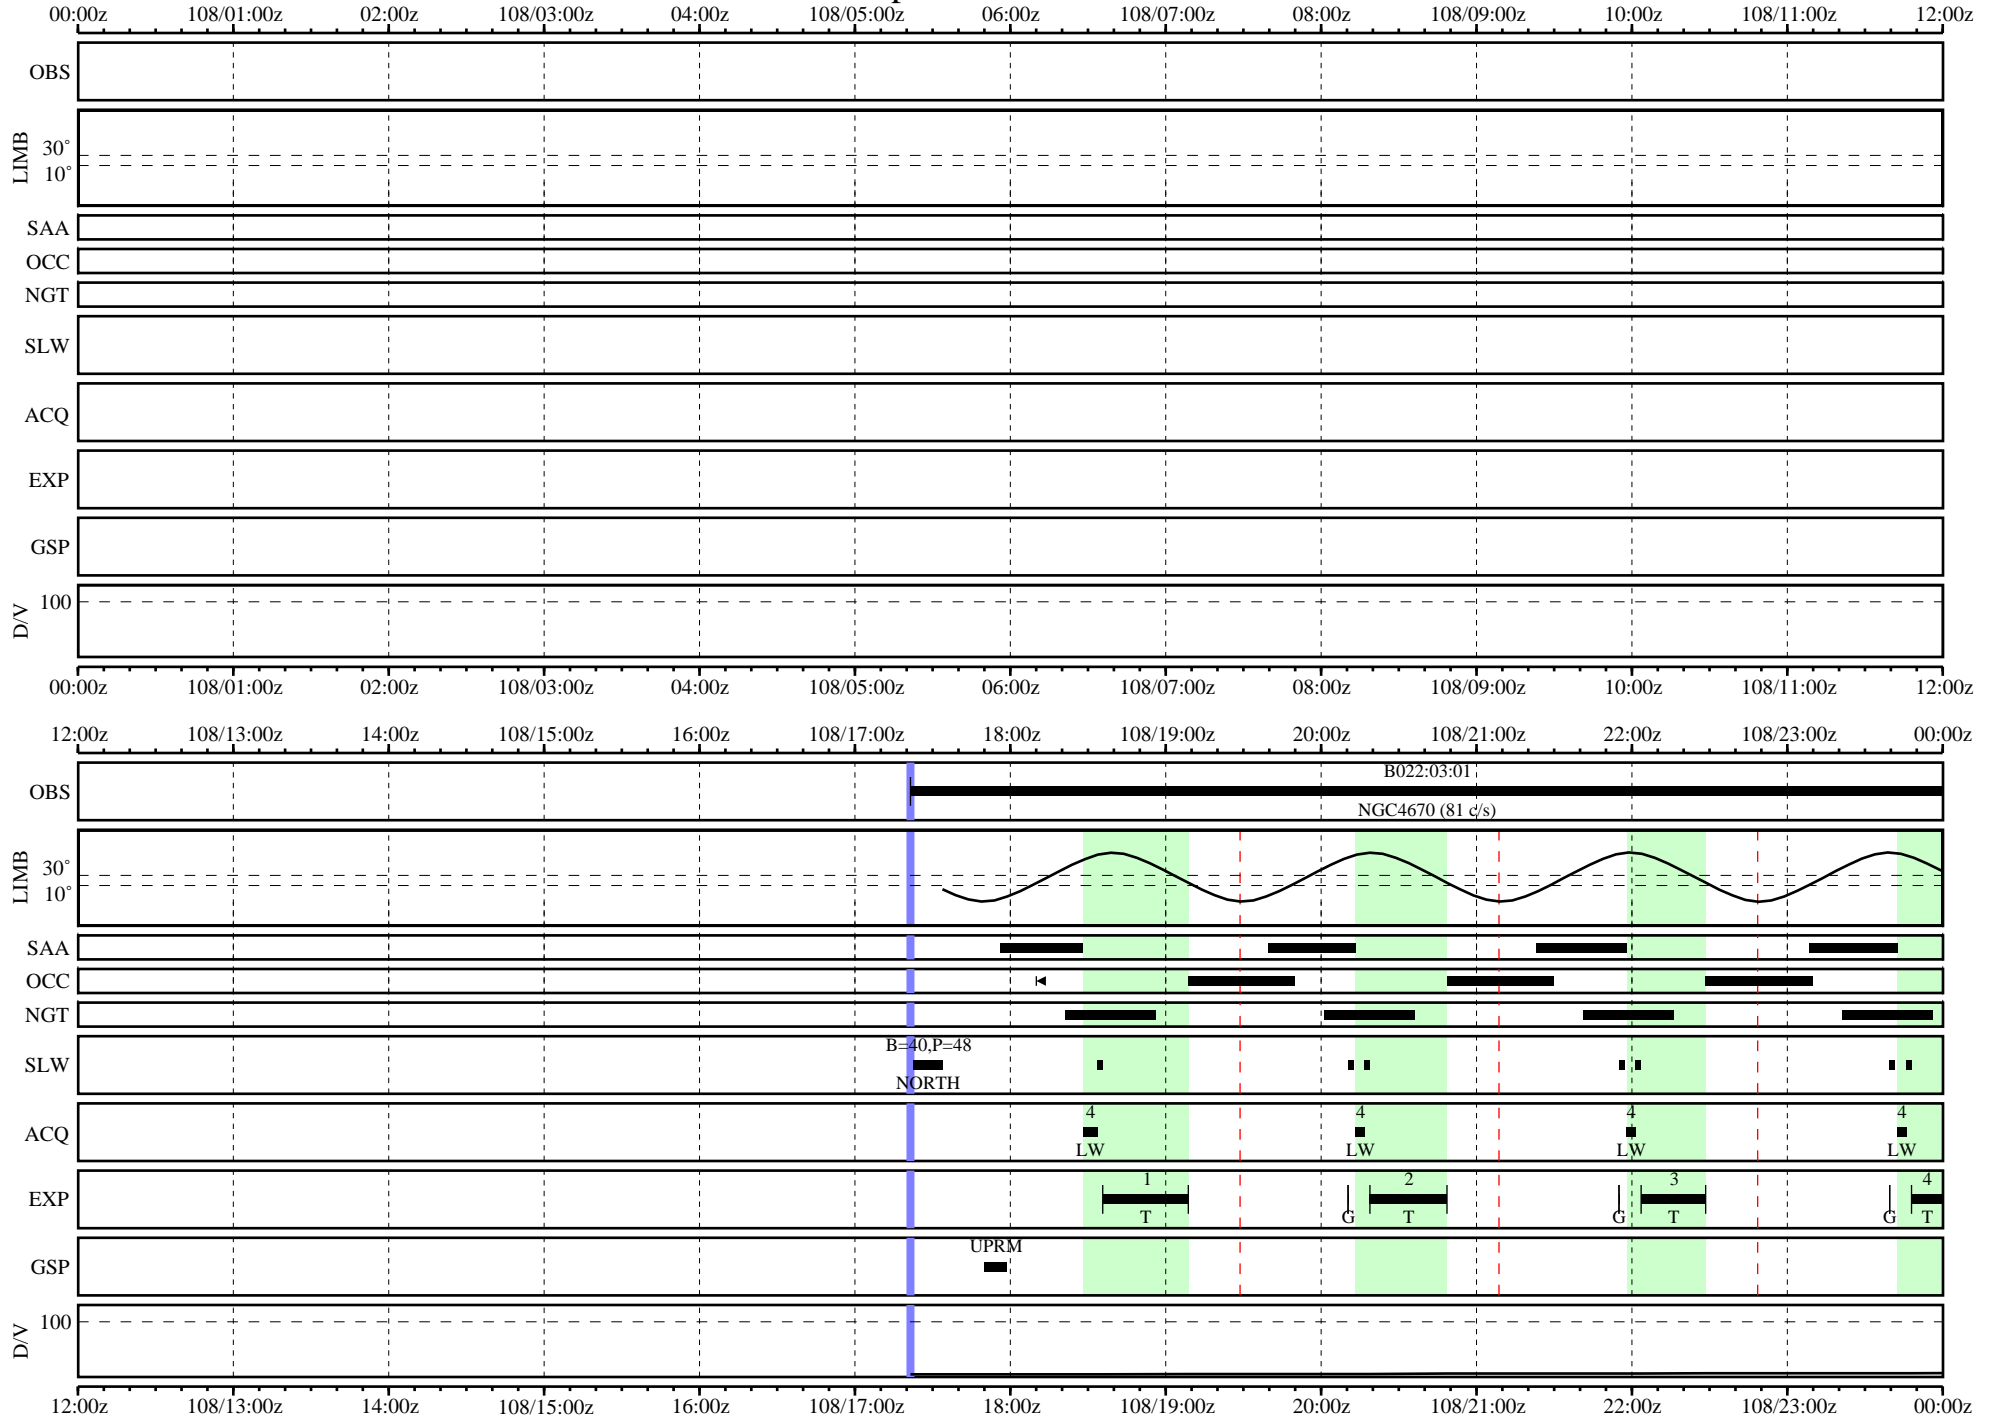 00:00z 108/01:00z 02:00z 108/03:00z 04:00z 108/05:00z 06:00z 108/07:00z 08:00z 108/09:00z 10:00z 108/11:00z 12:00z
OBS
LIMB 30° 10°
SAA
OCC
NGT
SLW
ACQ
EXP
GSP
D/V 100
00:00z 108/01:00z 02:00z 108/03:00z 04:00z 108/05:00z 06:00z 108/07:00z 08:00z 108/09:00z 10:00z 108/11:00z 12:00z
12:00z 108/13:00z 14:00z 108/15:00z 16:00z 108/17:00z 18:00z 108/19:00z 20:00z 108/21:00z 22:00z 108/23:00z 00:00z
B022:03:01
OBS
NGC4670 (81 c/s)
LIMB 30° 10°
SAA
OCC
NGT
B=40,P=48
SLW
NORTH
4 4 4 4
ACQ
LW LW LW LW
1 2 3 4
EXP
T G T G T G T
UPRM
GSP
D/V 100
12:00z 108/13:00z 14:00z 108/15:00z 16:00z 108/17:00z 18:00z 108/19:00z 20:00z 108/21:00z 22:00z 108/23:00z 00:00z